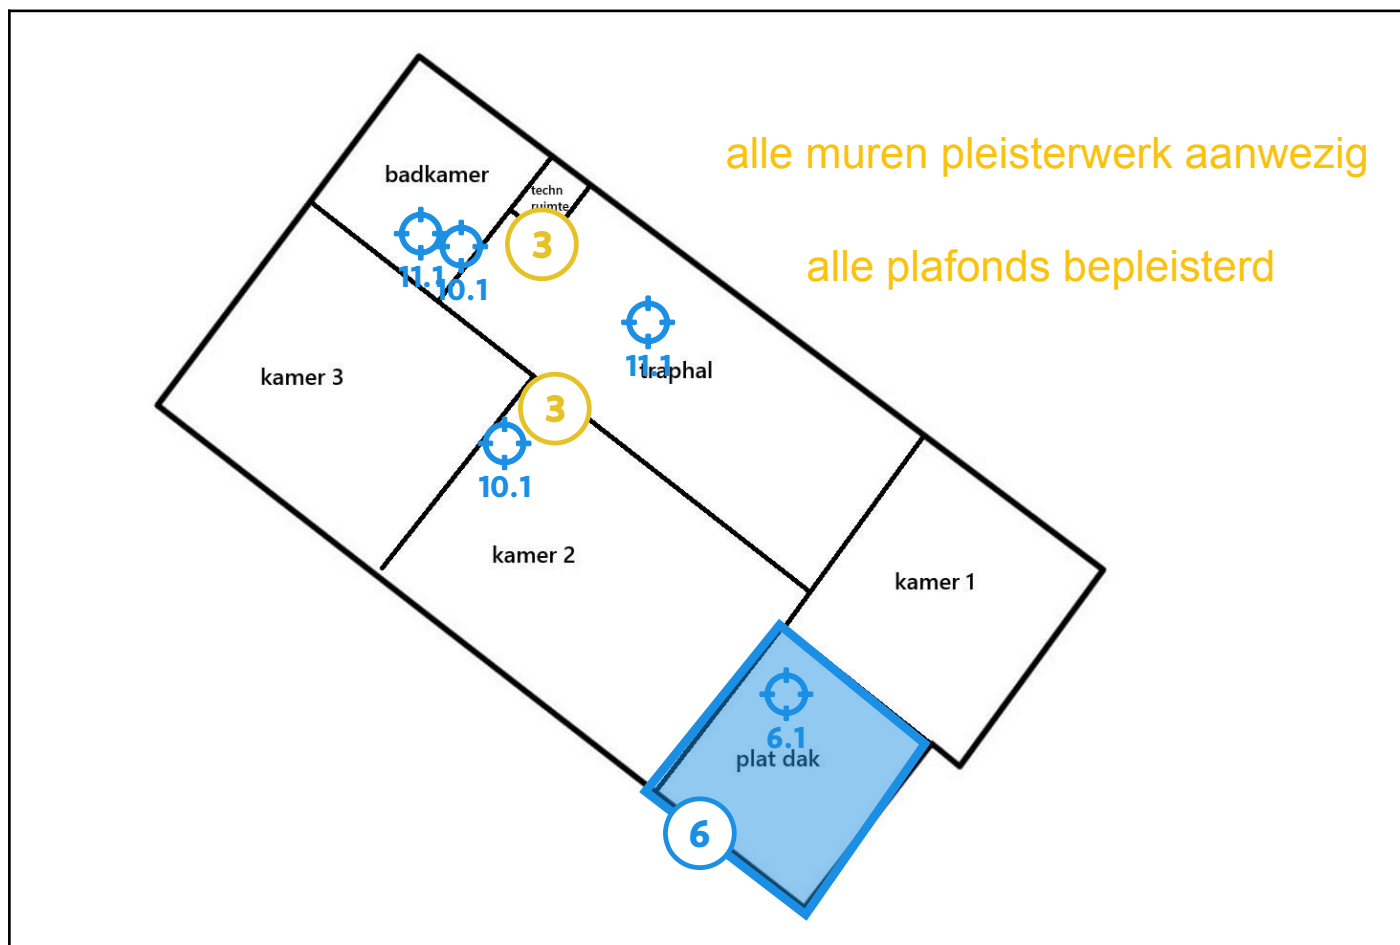 alle muren pleisterwerk aanwezig
badkamer
techn
ruimte
11.1
10.1
3
alle plafonds bepleisterd
11.1
traphal
kamer 3
3
10.1
kamer 2
kamer 1
6.1
plat dak
6